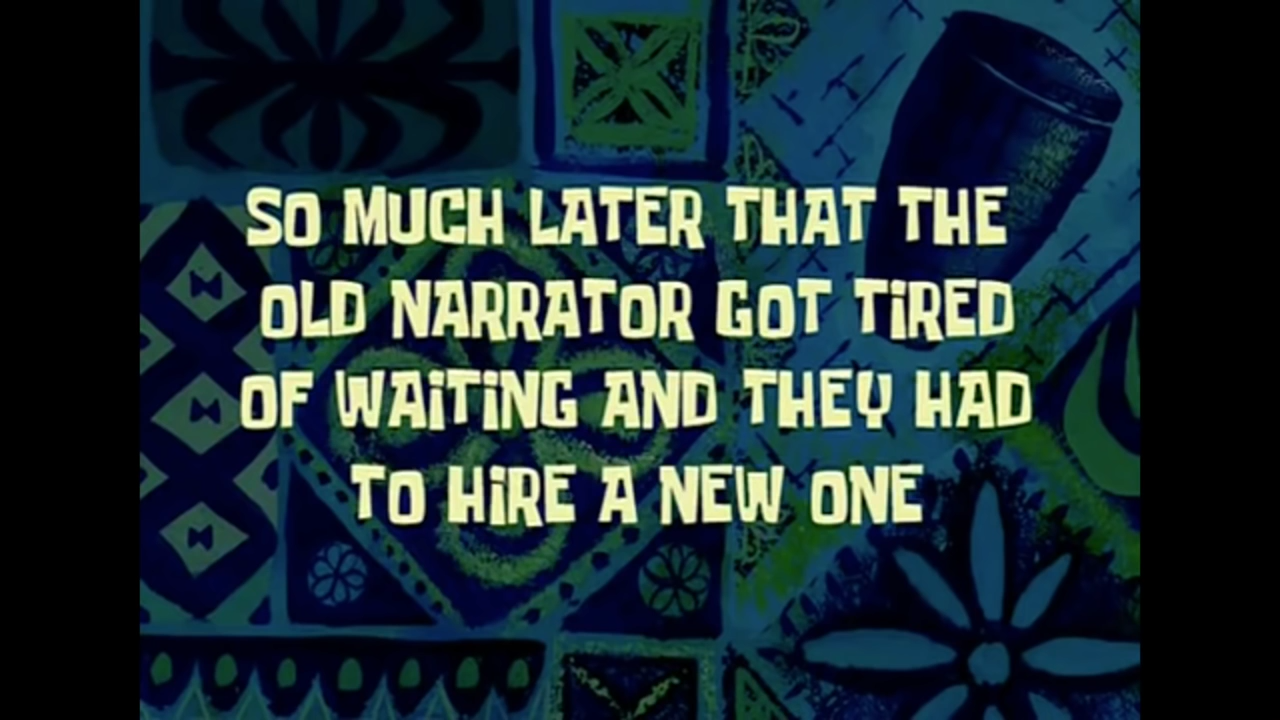 SO MUCH LATER THAT THE
OLD NARRATOR GOT TiRED
OF WAiTiNG AND THEY HAD
TO HiRE A NEW ONE